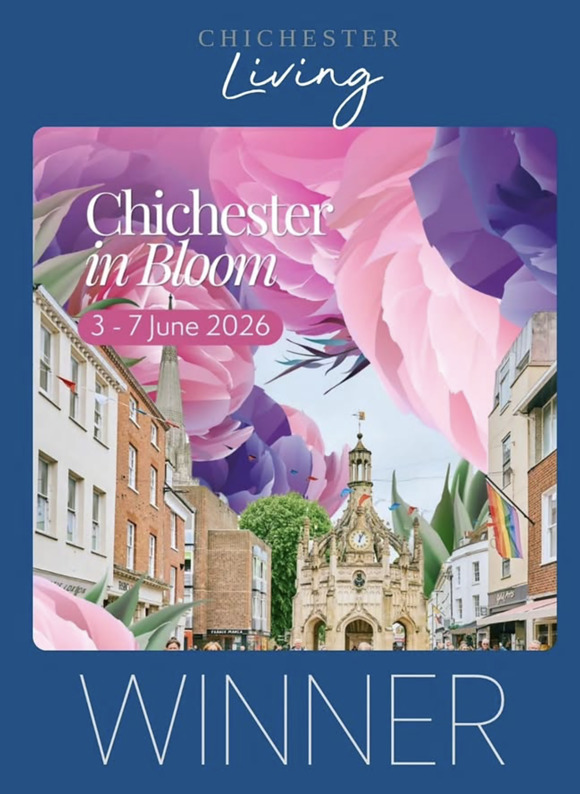 CHICHESTER
Living
Chichester
in Bloom
3 - 7 June 2026
WINNER